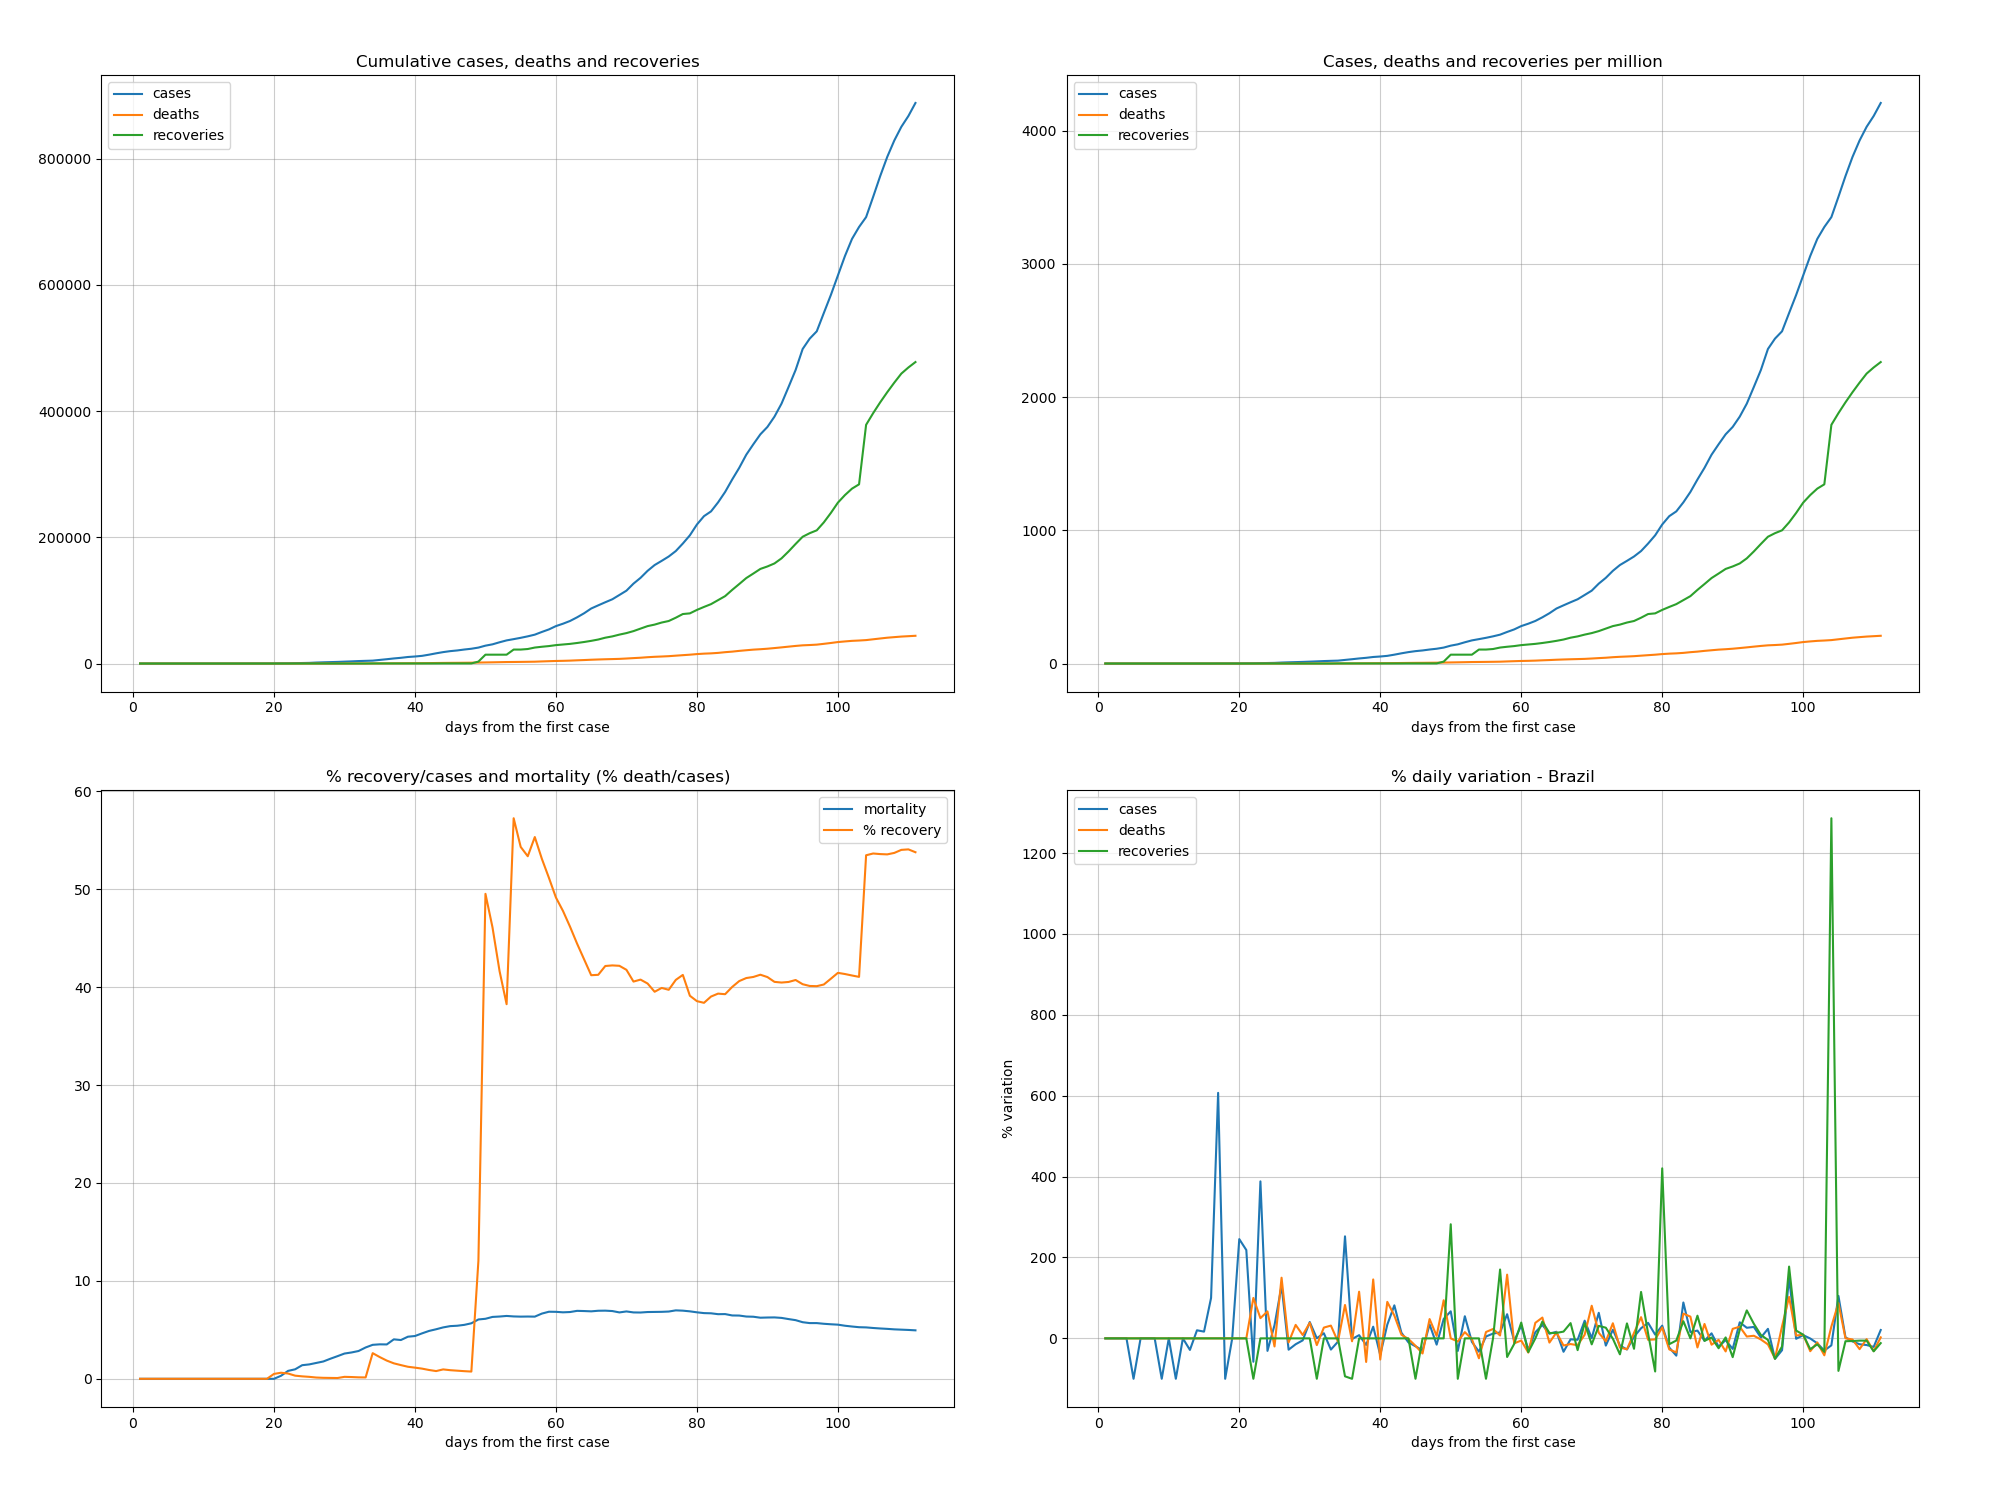 Cumulative cases, deaths and recoveries
cases
deaths
recoveries
800000
600000
400000
200000
0
0 20 40 60 80 100
days from the first case
Cases, deaths and recoveries per million
cases
deaths
recoveries
4000
3000
2000
1000
0
0 20 40 60 80 100
days from the first case
% recovery/cases and mortality (% death/cases)
mortality
% recovery
60
50
40
30
20
10
0
0 20 40 60 80 100
days from the first case
% daily variation - Brazil
cases
deaths
recoveries
% variation
1200
1000
800
600
400
200
0
0 20 40 60 80 100
days from the first case